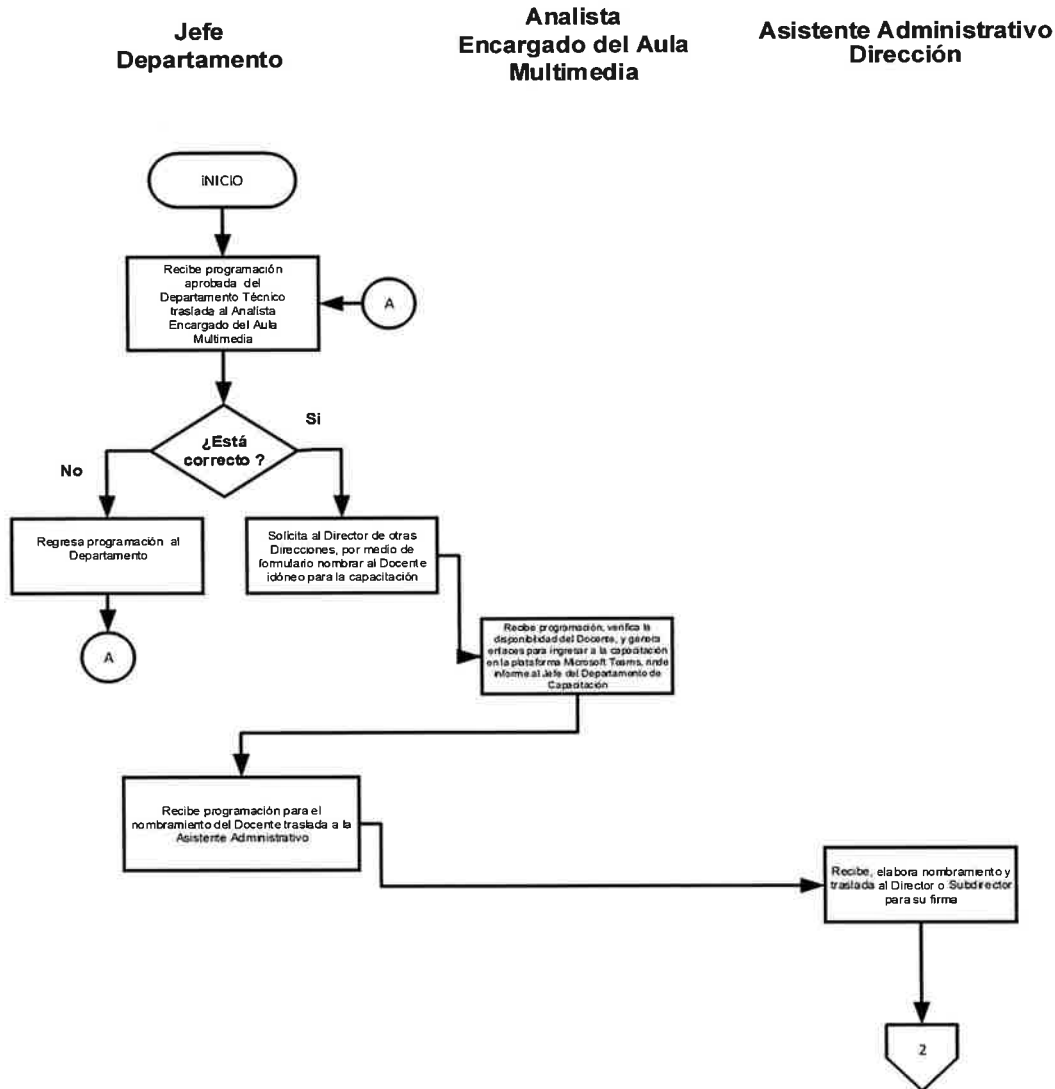 Jefe
Departamento
Analista
Encargado del Aula
Multimedia
Asistente Administrativo
Dirección
iNICIO
Recibe programación
aprobada del
Departamento Técnico
traslada al Analista
Encargado del Aula
Multimedia
A
¿Está
correcto ?
Si
No
Regresa programación al
Departamento
Solicita al Director de otras
Direcciones, por medio de
formulario nombrar al Docente
idóneo para la capacitación
A
Recibe programación, verifica la
disponibilidad del Docente, y genera
enlaces para ingresar a la capacitación
en la plataforma Microsoft Teams, rinde
informe al Jefe del Departamento de
Capacitación
Recibe programación para el
nombramiento del Docente traslada a la
Asistente Administrativo
Recibe, elabora nombramiento y
traslada al Director o Subdirector
para su firma
2